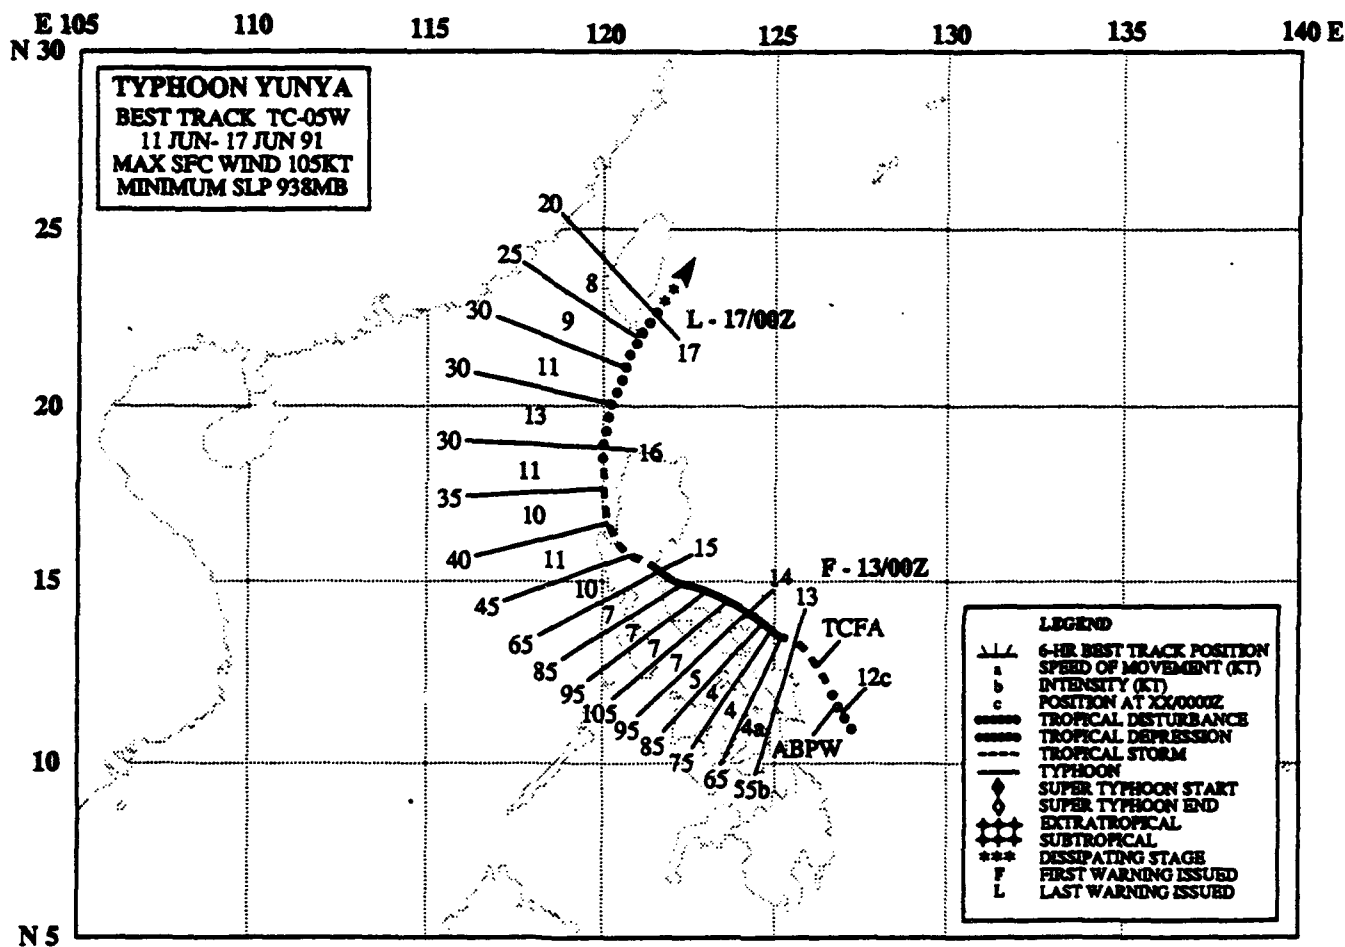 E 105 110 115 120 125 130 135 140 E
N 30
TYPHOON YUNYA
BEST TRACK TC-05W
11 JUN- 17 JUN 91
MAX SFC WIND 105KT
MINIMUM SLP 938MB
20
25
25
8
30
9
L - 17/00Z
17
11
30
20
13
30
16
11
35
10
40
11
15
F - 13/00Z
15
14
10
13
45
7
65
7
TCFA
7
85
7
12c
95
5
105
4
95
4
85
4a
ABPW
75
10
65
55b
N 5
LEGEND
6-HR BEST TRACK POSITION
a SPEED OF MOVEMENT (KT)
b INTENSITY (KT)
c POSITION AT XX/0000Z
TROPICAL DISTURBANCE
TROPICAL DEPRESSION
TROPICAL STORM
TYPHOON
SUPER TYPHOON START
SUPER TYPHOON END
EXTRATROPICAL
SUBTROPICAL
*** DISSIPATING STAGE
F FIRST WARNING ISSUED
L LAST WARNING ISSUED